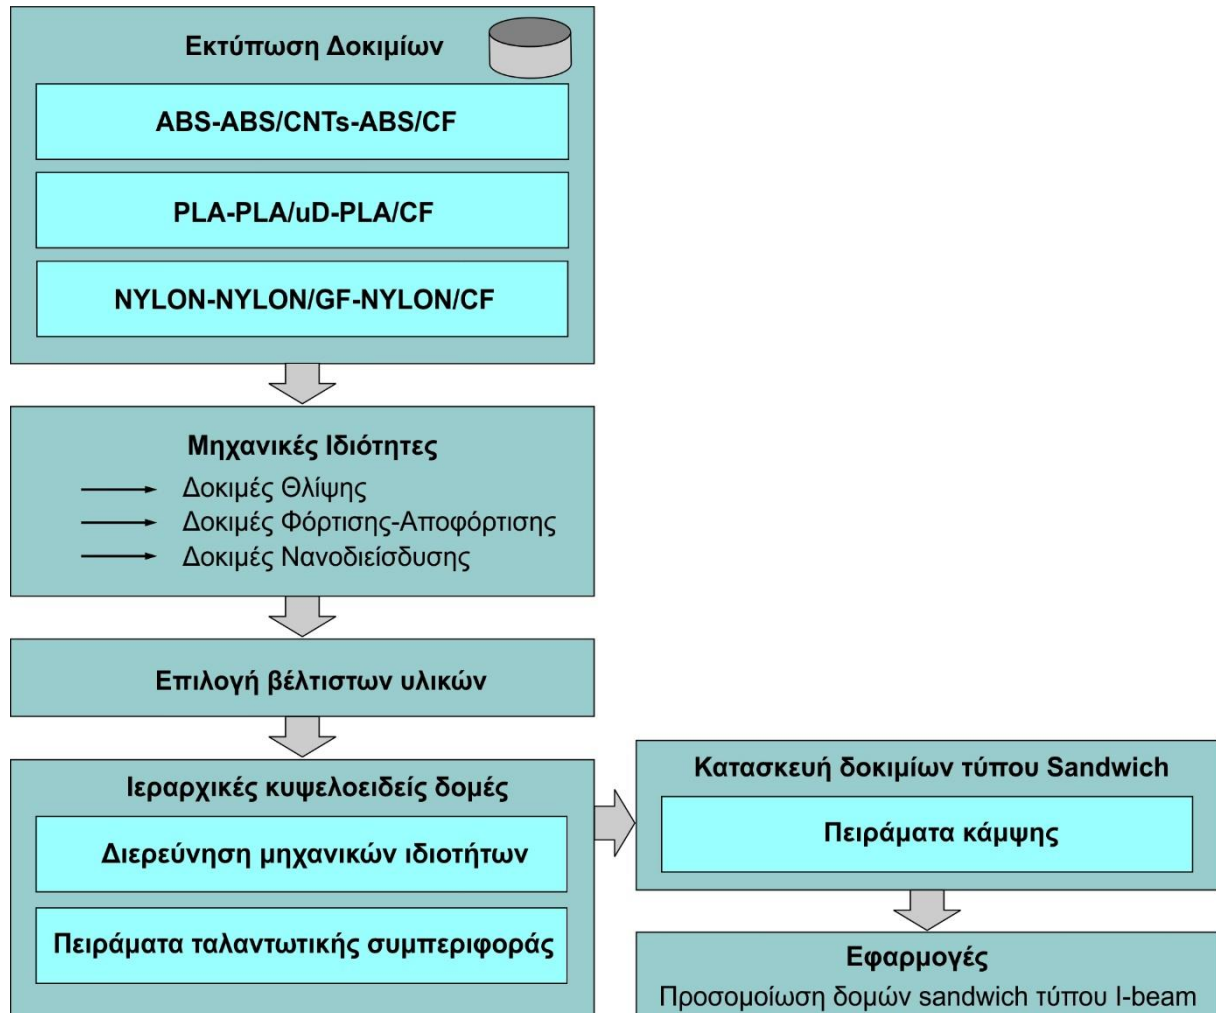 Εκτύπωση Δοκιμίων
ABS-ABS/CNTs-ABS/CF
PLA-PLA/uD-PLA/CF
NYLON-NYLON/GF-NYLON/CF
Μηχανικές Ιδιότητες
Δοκιμές Θλίψης
Δοκιμές Φόρτισης-Αποφόρτισης
Δοκιμές Νανοδιείσδυσης
Επιλογή βέλτιστων υλικών
Ιεραρχικές κυψελοειδείς δομές
Διερεύνηση μηχανικών ιδιοτήτων
Πειράματα ταλαντωτικής συμπεριφοράς
Κατασκευή δοκιμίων τύπου Sandwich
Πειράματα κάμψης
Εφαρμογές
Προσομοίωση δομών sandwich τύπου I-beam